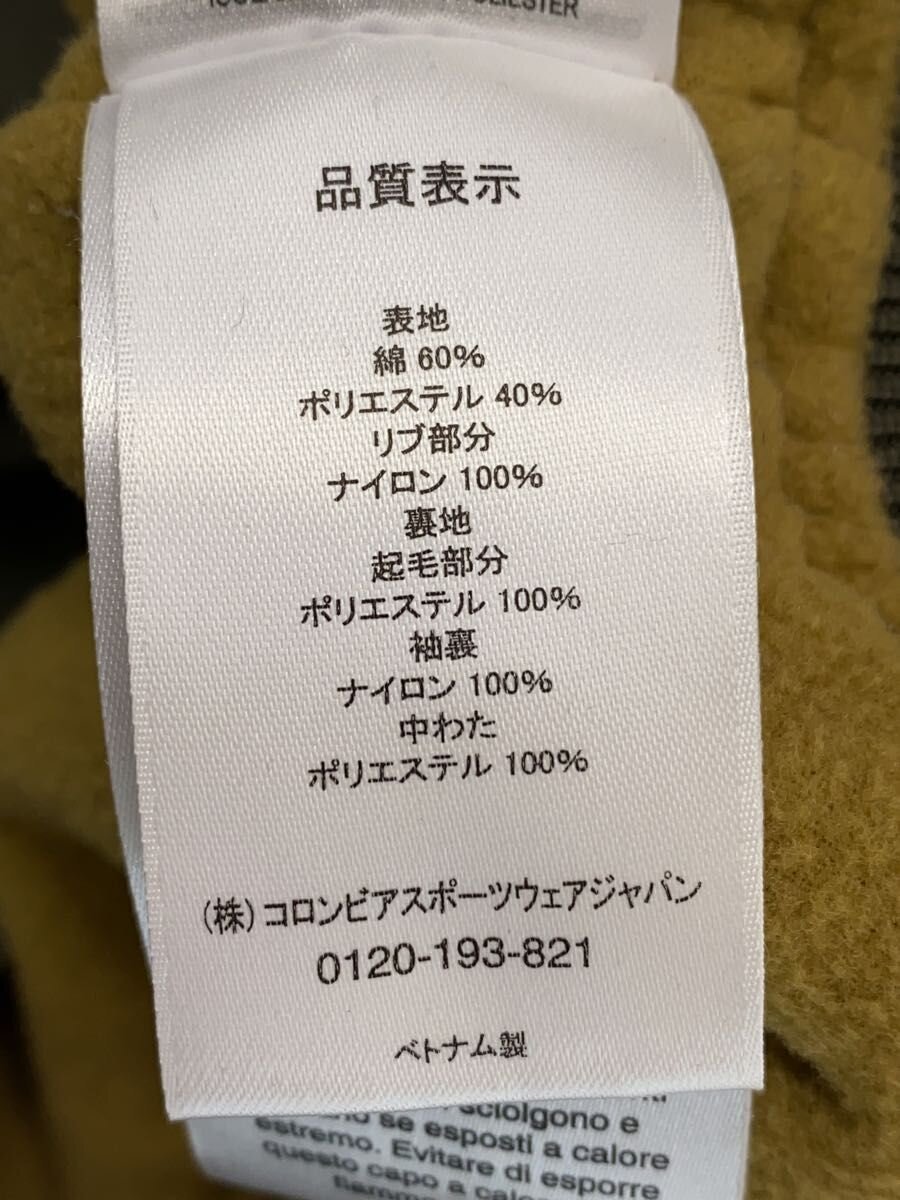 POLIESTER
品質表示
表地
綿 60%
ポリエステル 40%
リブ部分
ナイロン 100%
裏地
起毛部分
ポリエステル 100%
袖裏
ナイロン 100%
中わた
ポリエステル 100%
(株) コロンビアスポーツウェアジャパン
0120-193-821
ベトナム製
sciolgono e
se esposti a calore
estremo. Evitare di esporre
questo capo a calore